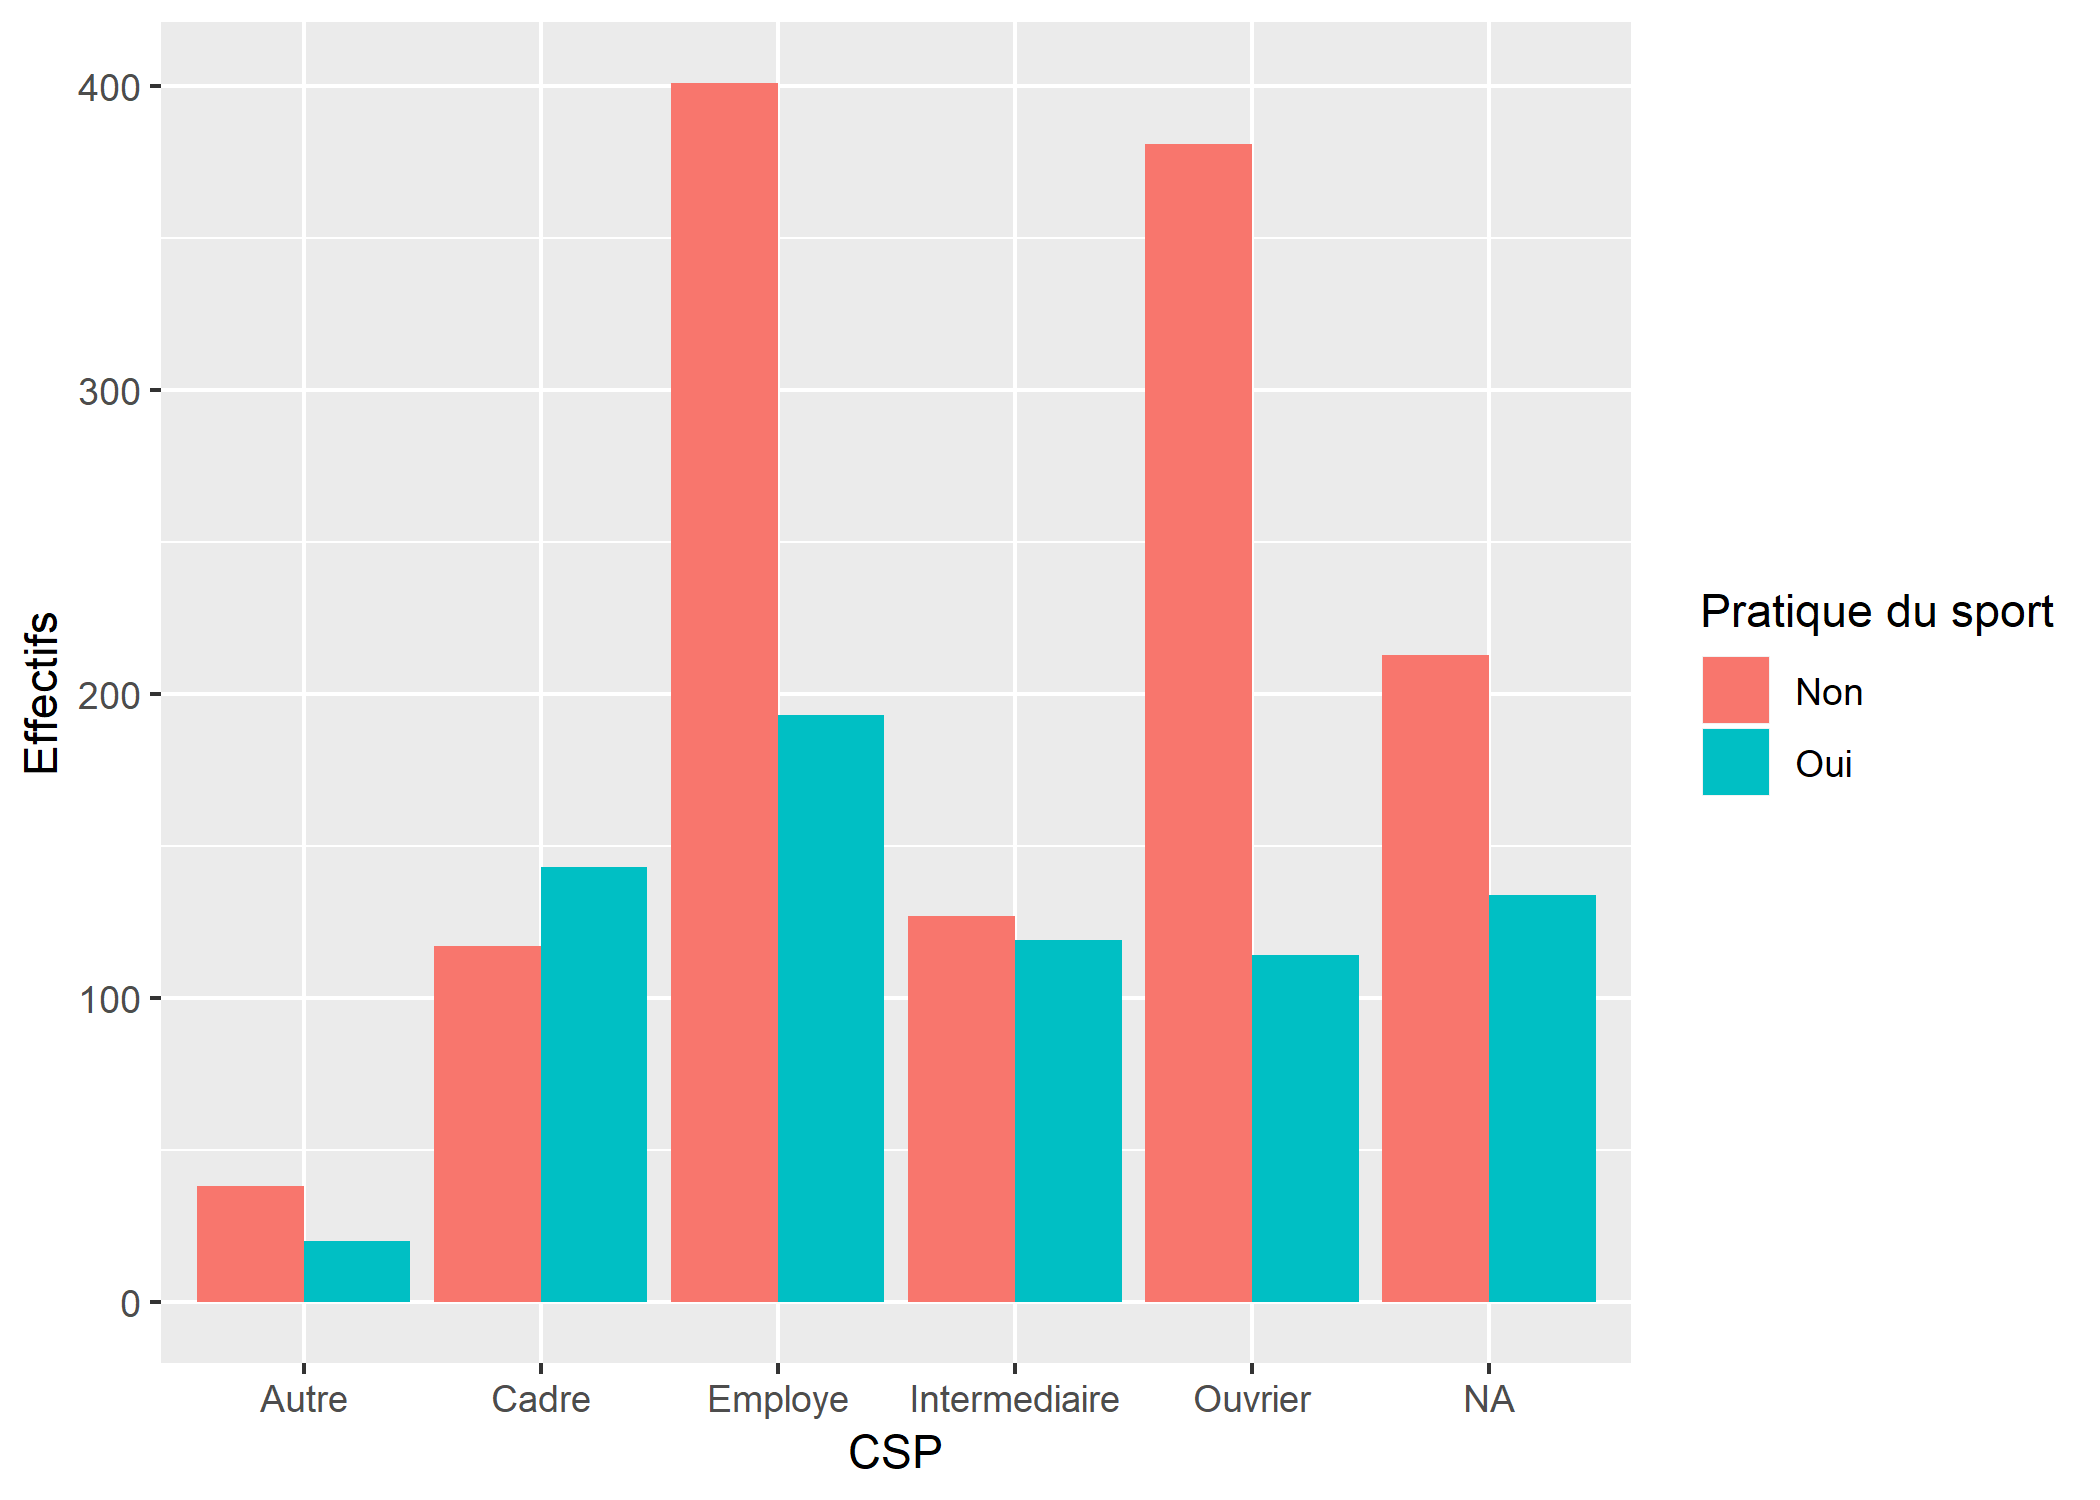 400
300
200
100
0
Effectifs
Autre
Cadre
Employe
Intermediaire
Ouvrier
NA
CSP
Pratique du sport
Non
Oui